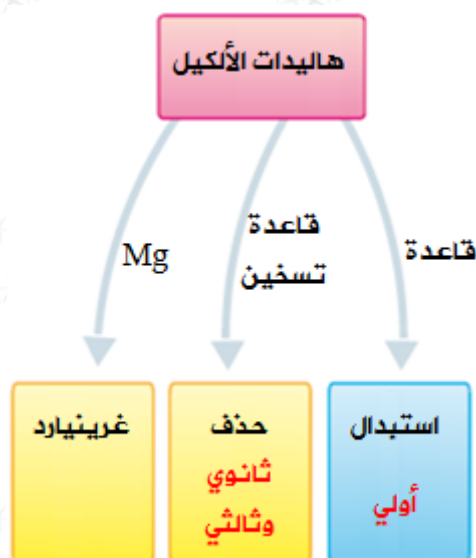 هاليدات الألكيل
قاعدة
قاعدة
تسخين
Mg
استبدال
أولي
حذف
ثانوي
وثالثي
غرينيارد